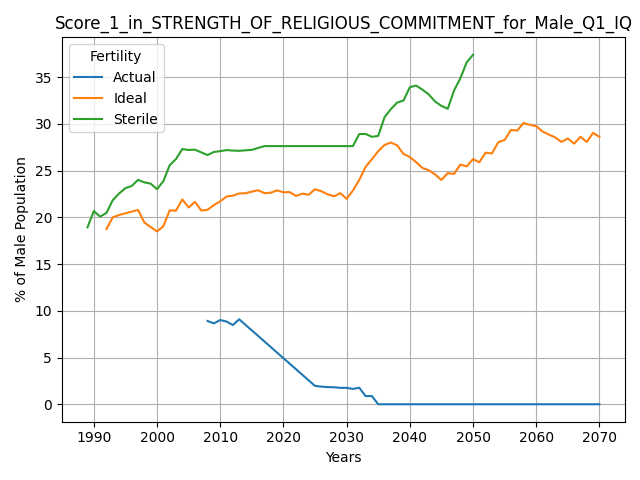 Score_1_in_STRENGTH_OF_RELIGIOUS_COMMITMENT_for_Male_Q1_IQ
Fertility
Actual
Ideal
Sterile
% of Male Population
35
30
25
20
15
10
5
0
1990 2000 2010 2020 2030 2040 2050 2060 2070
Years